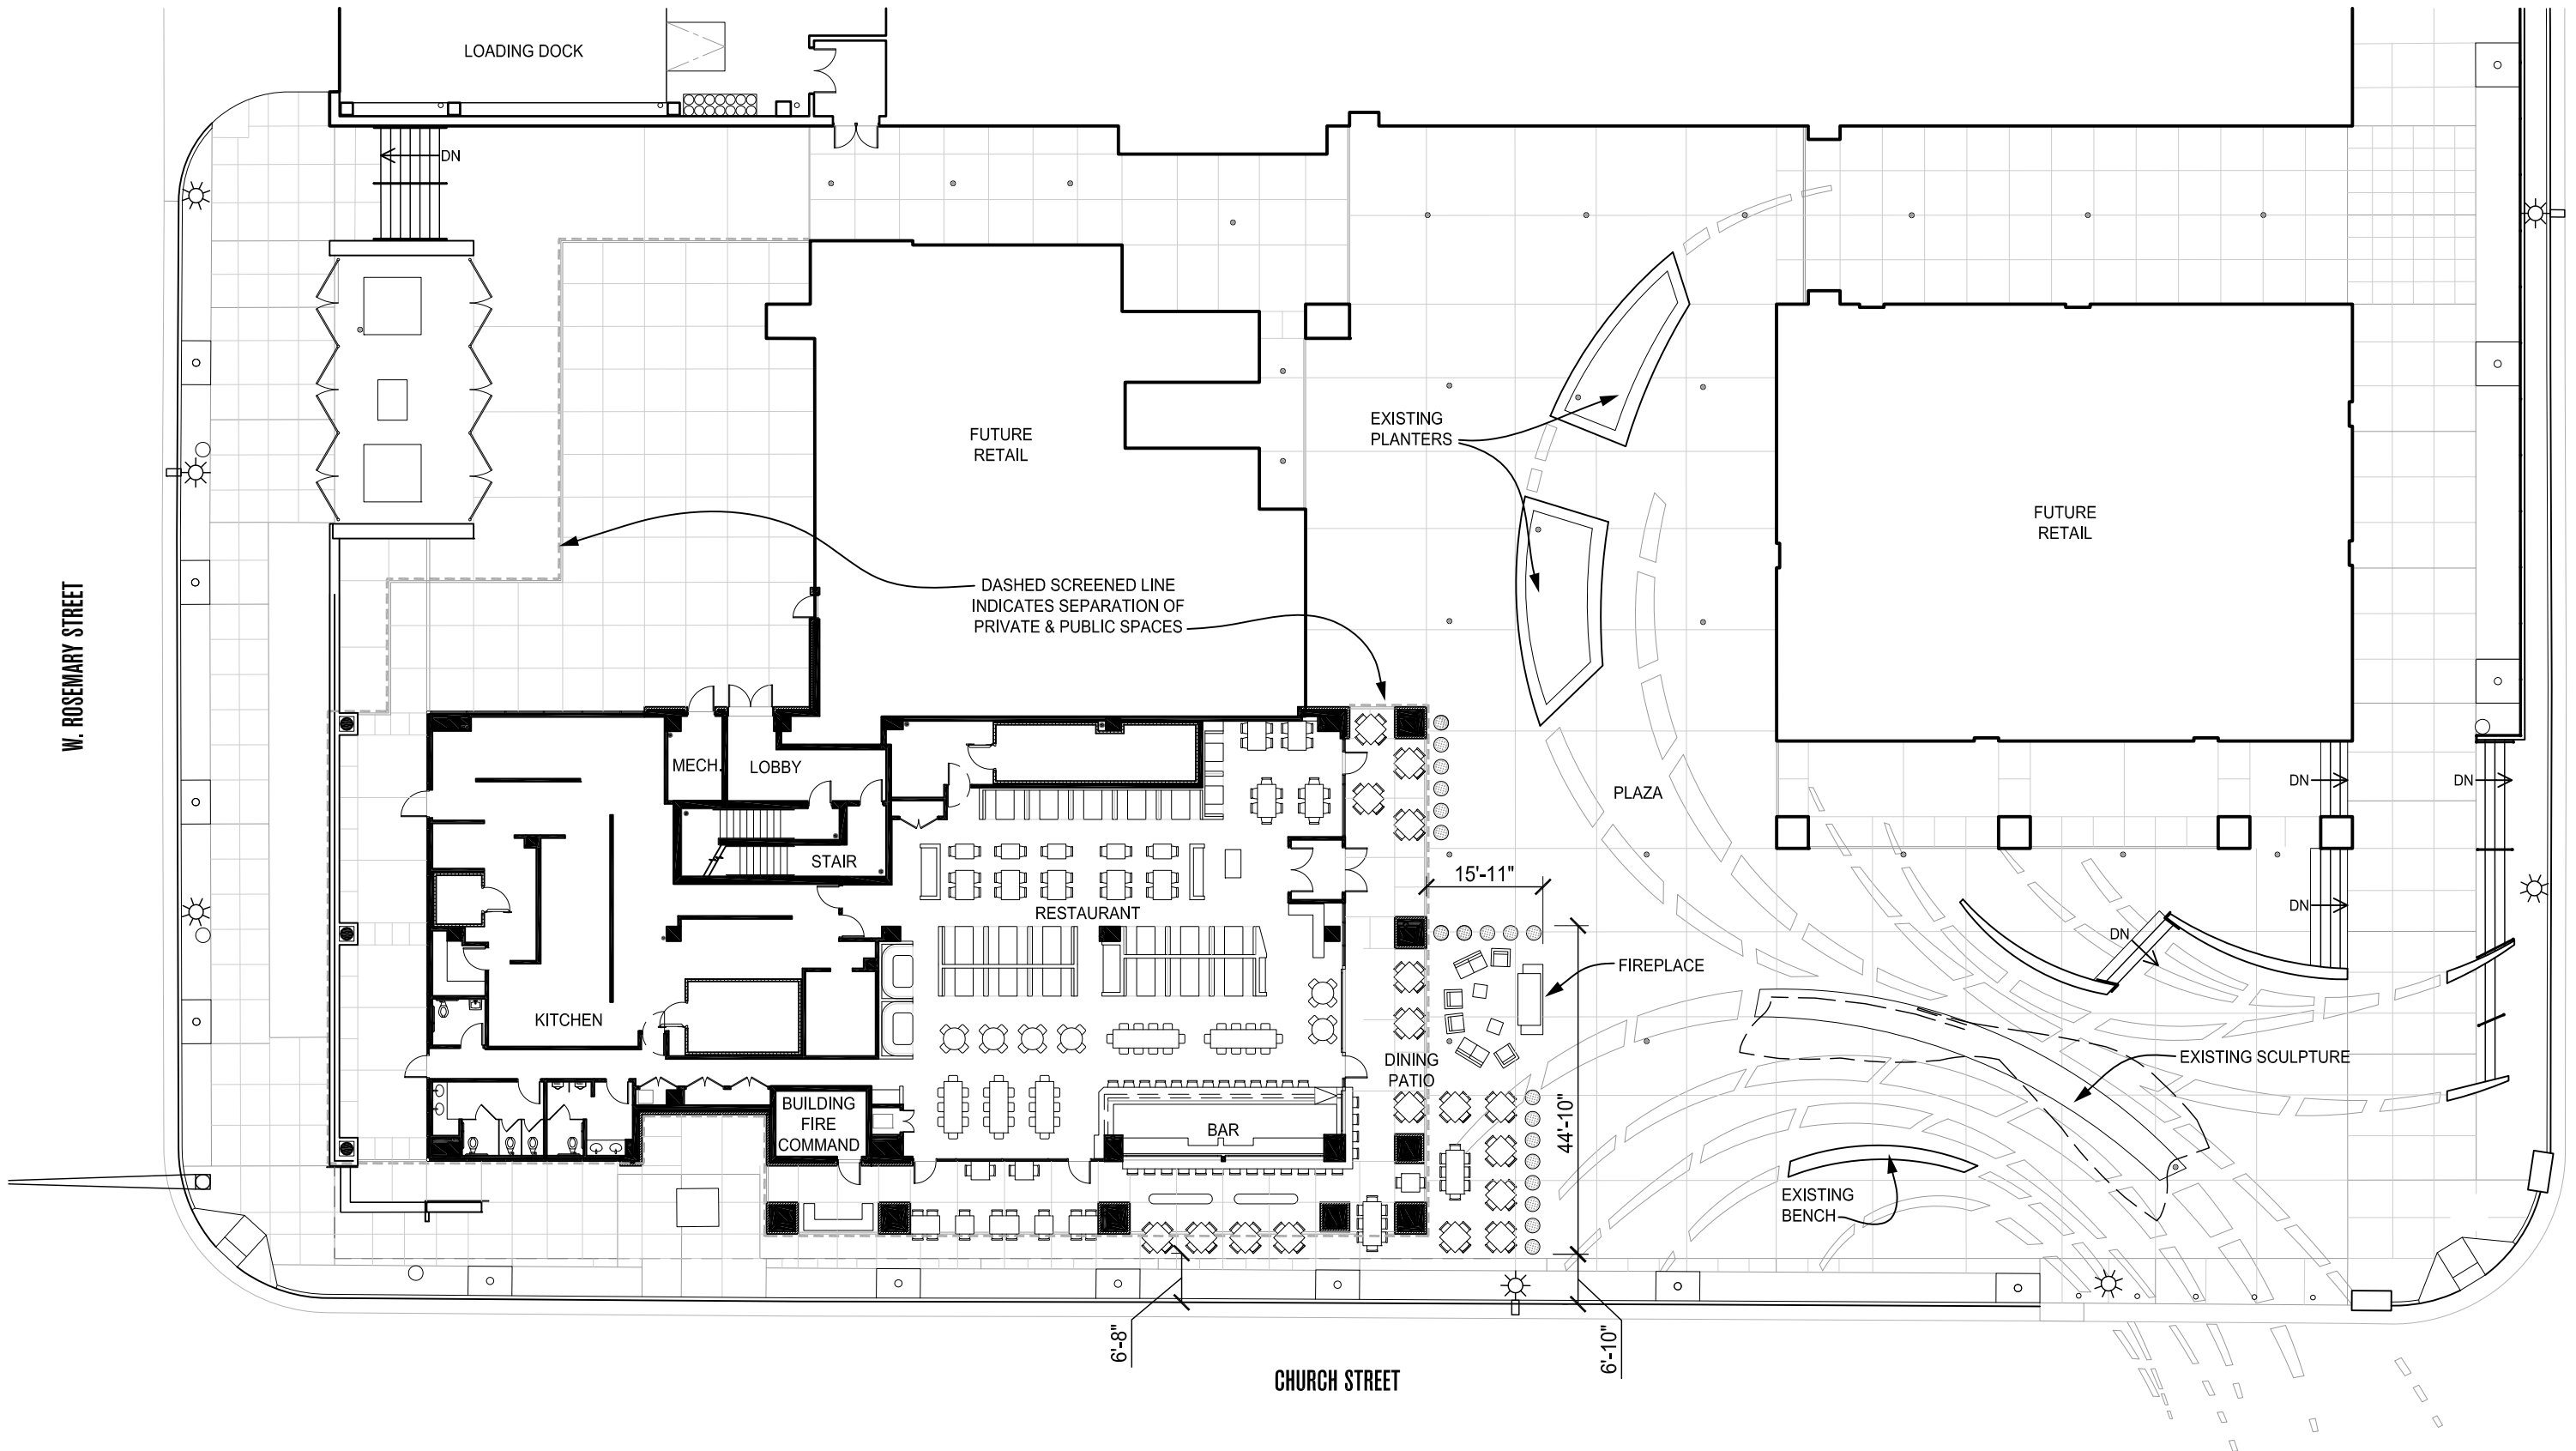 LOADING DOCK
DN
FUTURE
RETAIL
EXISTING
PLANTERS
FUTURE
RETAIL
DASHED SCREENED LINE
INDICATES SEPARATION OF
PRIVATE & PUBLIC SPACES
W. ROSEMARY STREET
MECH.
LOBBY
PLAZA
DN
DN
STAIR
15'-11"
RESTAURANT
DN
DN
FIREPLACE
KITCHEN
DINING
PATIO
EXISTING SCULPTURE
BUILDING
FIRE
COMMAND
BAR
44'-10"
EXISTING
BENCH
6'-8"
6'-10"
CHURCH STREET